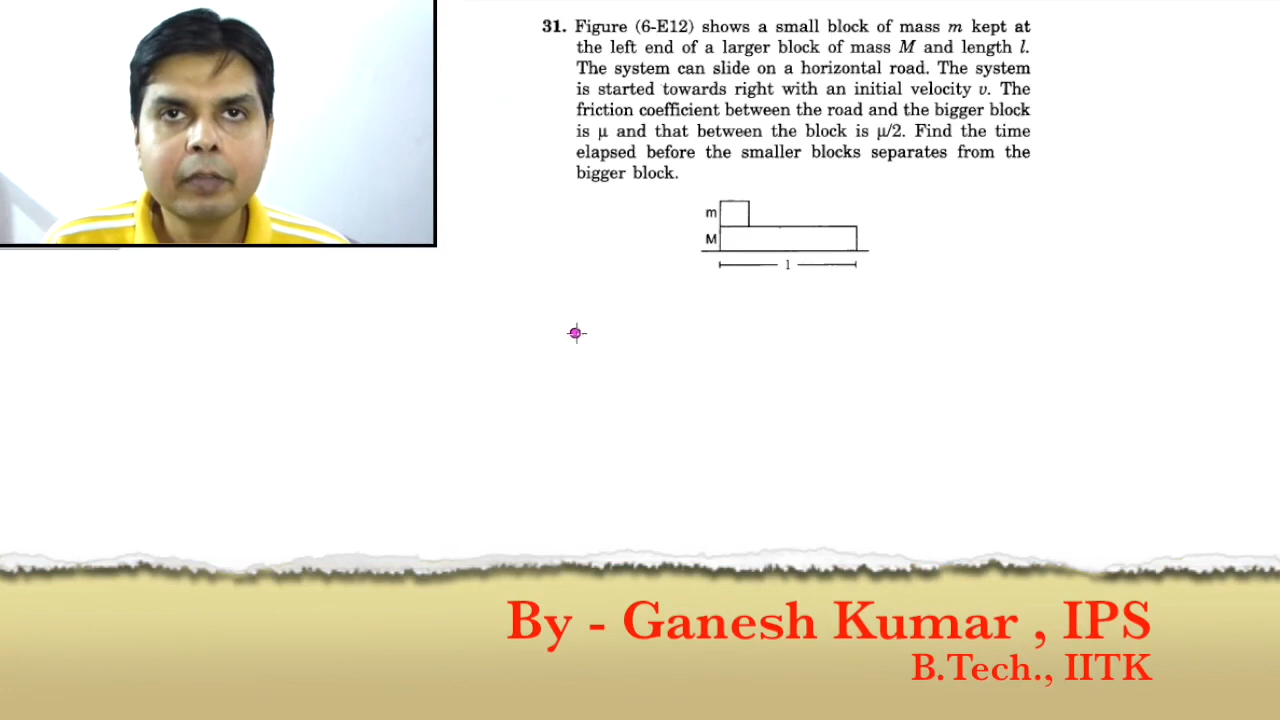 31. Figure (6-E12) shows a small block of mass m kept at
the left end of a larger block of mass M and length l.
The system can slide on a horizontal road. The system
is started towards right with an initial velocity v. The
friction coefficient between the road and the bigger block
is μ and that between the block is μ/2. Find the time
elapsed before the smaller blocks separates from the
bigger block.
m
M
l
By - Ganesh Kumar , IPS
B.Tech., IITK